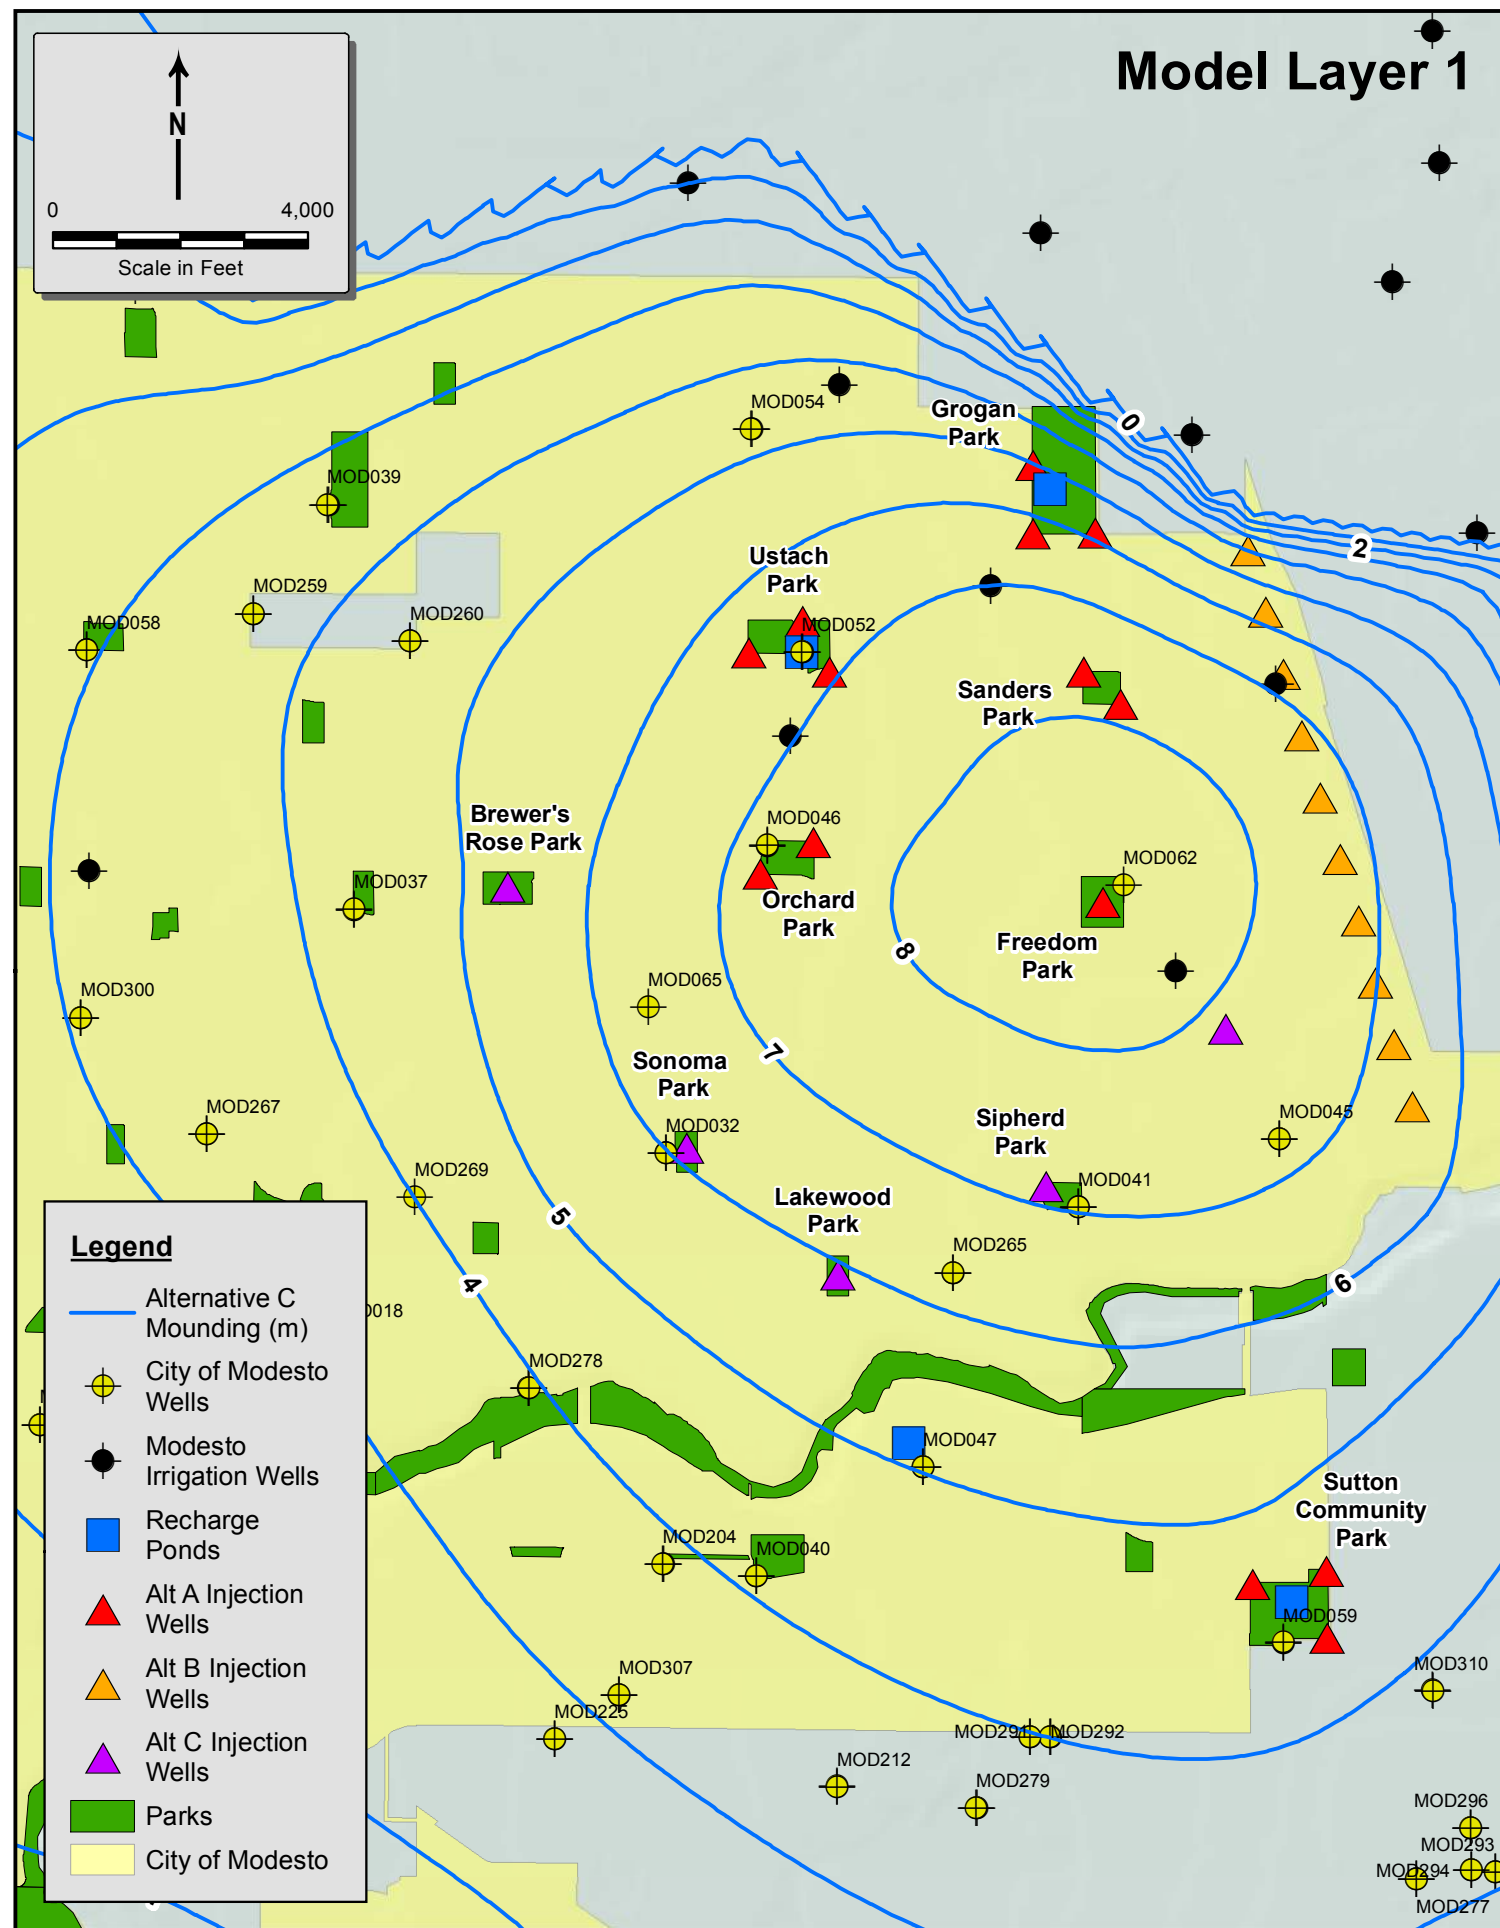 Model Layer 1
N
0 4,000
Scale in Feet
0
MOD054
Grogan
Park
MOD039
2
Ustach
Park
MOD259
MOD260
MOD058
MOD052
Sanders
Park
Brewer's
Rose Park
MOD046
MOD062
MOD037
Orchard
Park
Freedom
Park
8
MOD300
MOD065
7
Sonoma
Park
MOD267
MOD032
Sipherd
Park
MOD045
MOD269
MOD041
Lakewood
Park
5
MOD265
4
6
MOD278
MOD047
Sutton
Community
Park
MOD204
MOD040
MOD059
MOD307
MOD310
MOD225
MOD291
MOD292
MOD212
MOD279
MOD296
MOD293
MOD294
MOD277
Legend
Alternative C
Mounding (m)
City of Modesto
Wells
Modesto
Irrigation Wells
Recharge
Ponds
Alt A Injection
Wells
Alt B Injection
Wells
Alt C Injection
Wells
Parks
City of Modesto